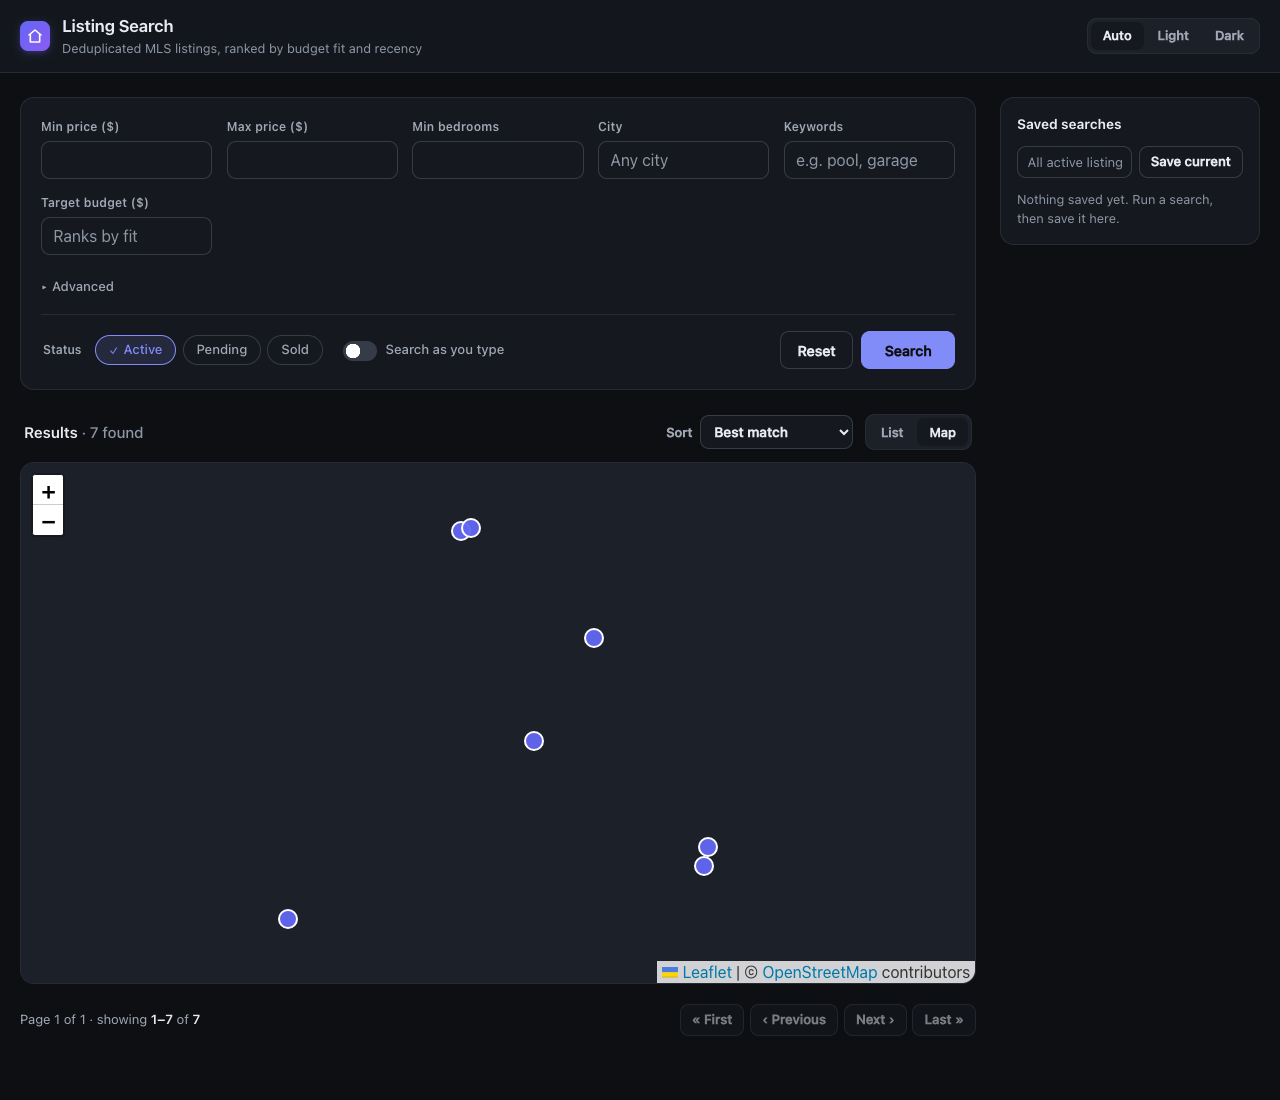 Listing Search
Deduplicated MLS listings, ranked by budget fit and recency
Auto Light Dark
Min price ($) Max price ($) Min bedrooms City Keywords
Any city e.g. pool, garage
Target budget ($)
Ranks by fit
▸ Advanced
Status ✓ Active Pending Sold Search as you type Reset Search
Saved searches
All active listing Save current
Nothing saved yet. Run a search,
then save it here.
Results · 7 found Sort Best match List Map
+
−
Leaflet | © OpenStreetMap contributors
Page 1 of 1 · showing 1–7 of 7 « First ‹ Previous Next › Last »